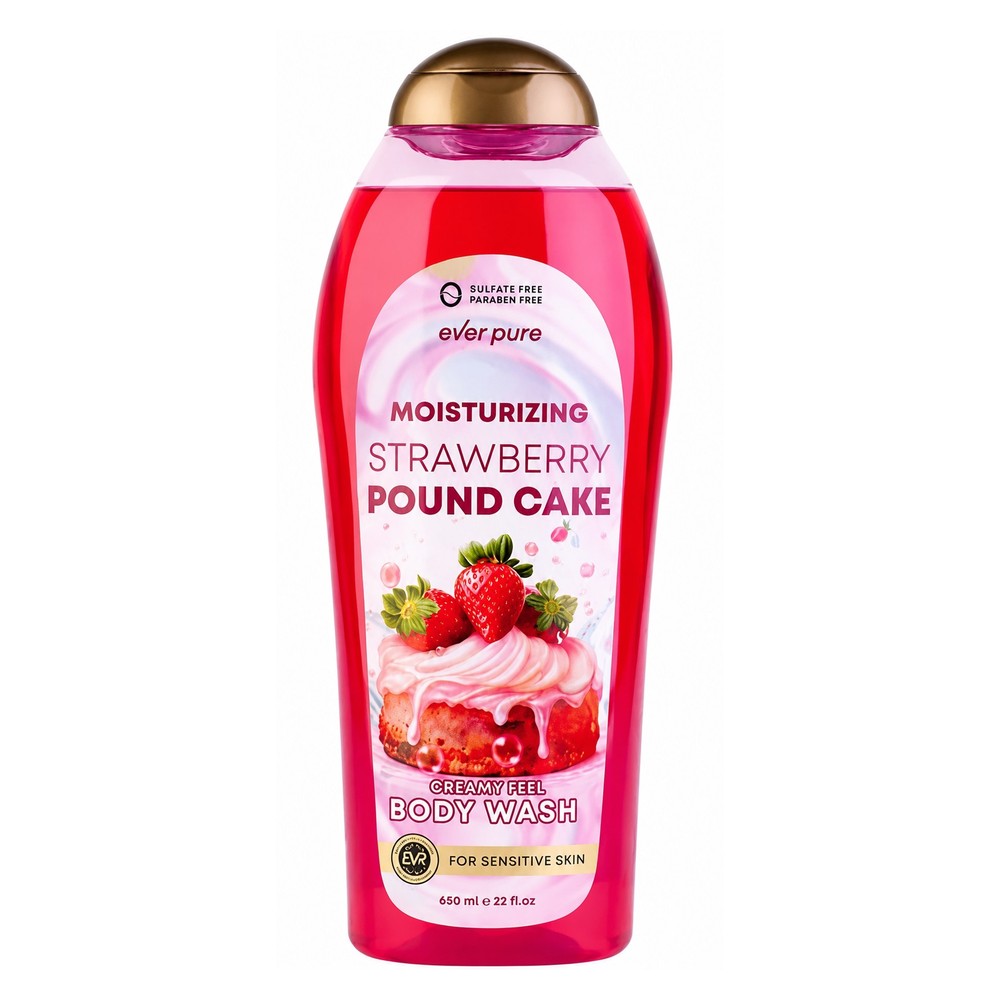 SULFATE FREE
PARABEN FREE
ever pure
MOISTURIZING
STRAWBERRY
POUND CAKE
CREAMY FEEL
BODY WASH
EVR
FOR SENSITIVE SKIN
650 ml e 22 fl.oz